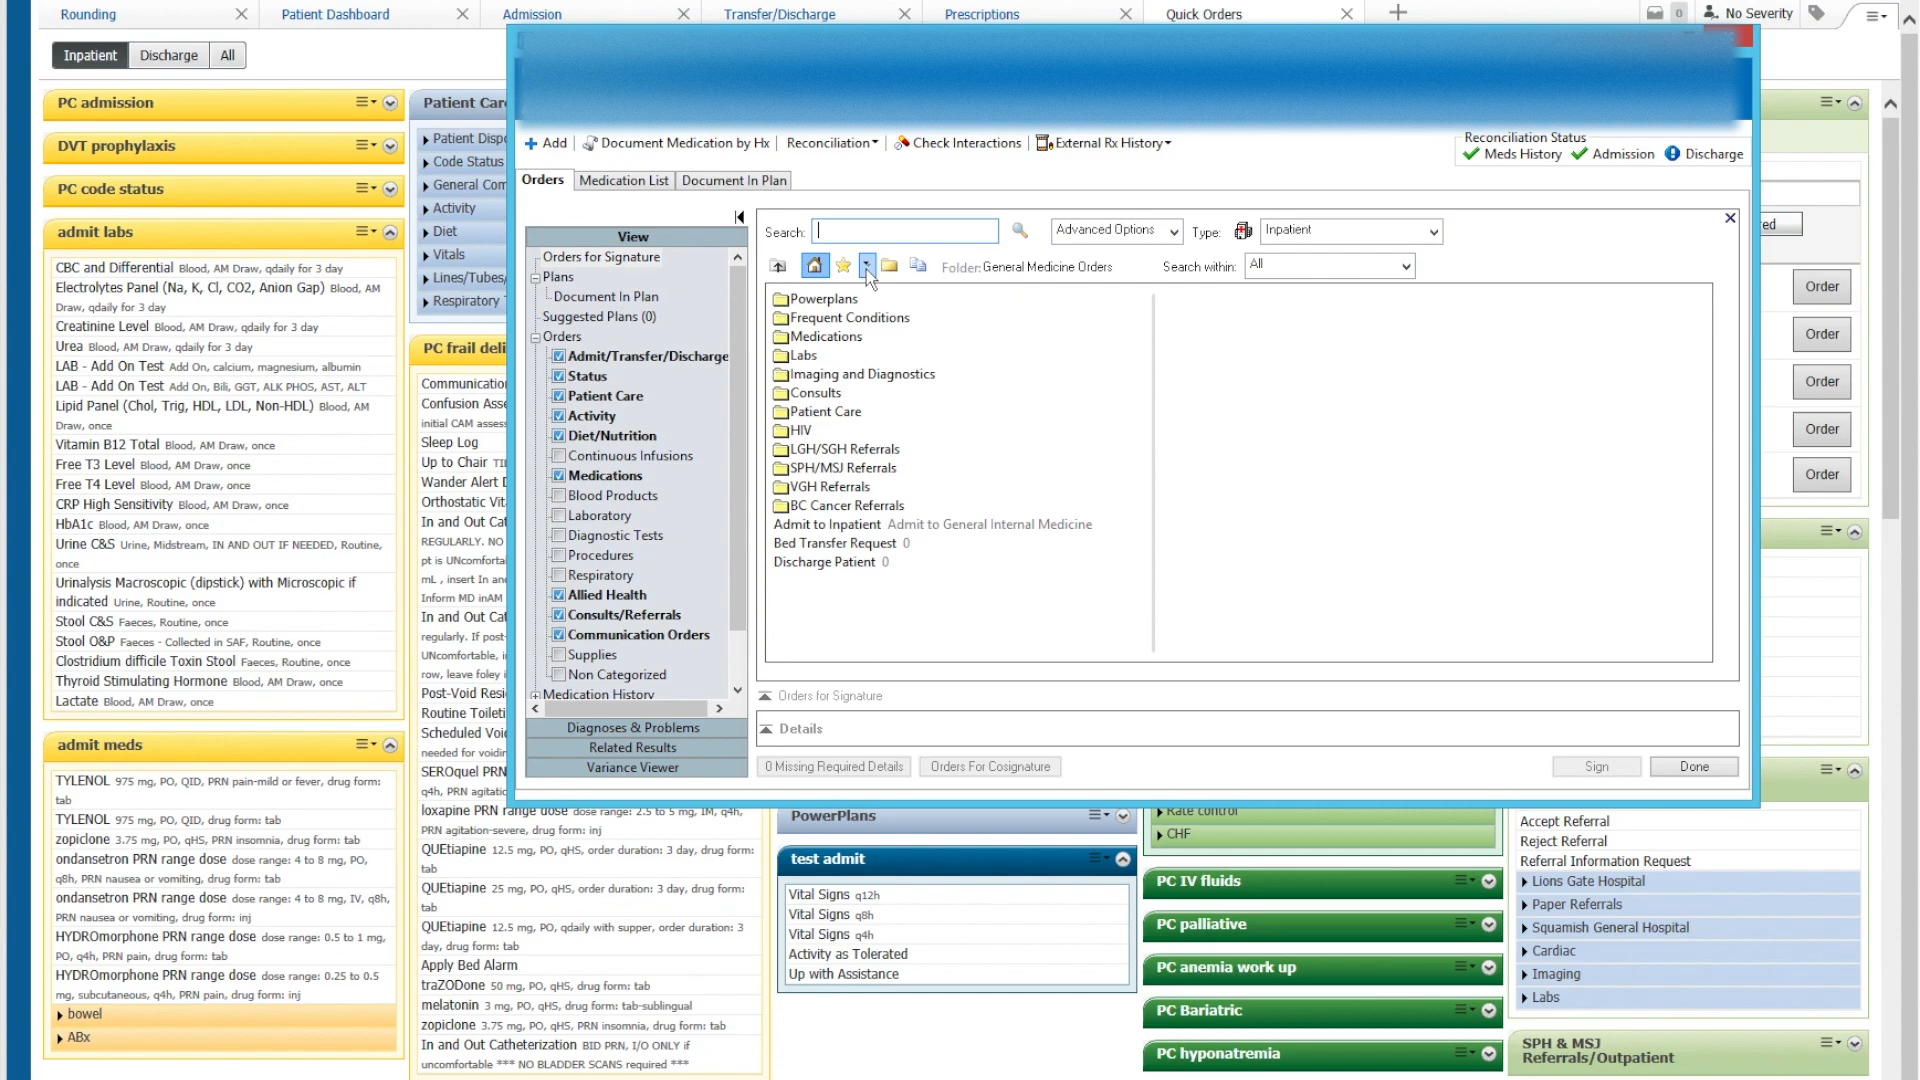 Rounding
Patient Dashboard
Admission
Transfer/Discharge
Prescriptions
Quick Orders
0
No Severity
Inpatient
Discharge
All
PC admission
DVT prophylaxis
PC code status
admit labs
CBC and Differential Blood, AM Draw, qdaily for 3 day
Electrolytes Panel (Na, K, Cl, CO2, Anion Gap) Blood, AM
Draw, qdaily for 3 day
Creatinine Level Blood, AM Draw, qdaily for 3 day
Urea Blood, AM Draw, qdaily for 3 day
LAB - Add On Test Add On, calcium, magnesium, albumin
LAB - Add On Test Add On, Bili, GGT, ALK PHOS, AST, ALT
Lipid Panel (Chol, Trig, HDL, LDL, Non-HDL) Blood, AM
Draw, once
Vitamin B12 Total Blood, AM Draw, once
Free T3 Level Blood, AM Draw, once
Free T4 Level Blood, AM Draw, once
CRP High Sensitivity Blood, AM Draw, once
HbA1c Blood, AM Draw, once
Urine C&S Urine, Midstream, IN AND OUT IF NEEDED, Routine,
once
Urinalysis Macroscopic (dipstick) with Microscopic if
indicated Urine, Routine, once
Stool C&S Faeces, Routine, once
Stool O&P Faeces - Collected in SAF, Routine, once
Clostridium difficile Toxin Stool Faeces, Routine, once
Thyroid Stimulating Hormone Blood, AM Draw, once
Lactate Blood, AM Draw, once
admit meds
TYLENOL 975 mg, PO, QID, PRN pain-mild or fever, drug form:
tab
TYLENOL 975 mg, PO, QID, drug form: tab
zopiclone 3.75 mg, PO, qHS, PRN insomnia, drug form: tab
ondansetron PRN range dose dose range: 4 to 8 mg, PO,
q8h, PRN nausea or vomiting, drug form: tab
ondansetron PRN range dose dose range: 4 to 8 mg, IV, q8h,
PRN nausea or vomiting, drug form: inj
HYDROmorphone PRN range dose dose range: 0.5 to 1 mg,
PO, q4h, PRN pain, drug form: tab
HYDROmorphone PRN range dose dose range: 0.25 to 0.5
mg, subcutaneous, q4h, PRN pain, drug form: inj
bowel
ABx
Patient Care
Patient Dispo
Code Status
General Com
Activity
Diet
Vitals
Lines/Tubes/
Respiratory T
PC frail deli
Communication
Confusion Asse
initial CAM assess
Sleep Log
Up to Chair TI
Wander Alert D
Orthostatic Vit
In and Out Cat
REGULARLY. NO
pt is UNcomforta
mL , insert In an
Inform MD inAM
In and Out Cat
regularly. If post-
UNcomfortable, i
row, leave foley i
Post-Void Resi
Routine Toileti
Scheduled Voi
needed for voidin
SEROquel PRN
q4h, PRN agitatio
loxapine PRN range dose dose range: 2.5 to 5 mg, IM, q4h,
PRN agitation-severe, drug form: inj
QUEtiapine 12.5 mg, PO, qHS, order duration: 3 day, drug form:
tab
QUEtiapine 25 mg, PO, qHS, order duration: 3 day, drug form:
tab
QUEtiapine 12.5 mg, PO, qdaily with supper, order duration: 3
day, drug form: tab
Apply Bed Alarm
traZODone 50 mg, PO, qHS, drug form: tab
melatonin 3 mg, PO, qHS, drug form: tab-sublingual
zopiclone 3.75 mg, PO, qHS, PRN insomnia, drug form: tab
In and Out Catheterization BID PRN, I/O ONLY if
uncomfortable *** NO BLADDER SCANS required ***
Add
Document Medication by Hx
Reconciliation
Check Interactions
External Rx History
Reconciliation Status
Meds History
Admission
Discharge
Orders
Medication List
Document In Plan
View
Orders for Signature
Plans
Document In Plan
Suggested Plans (0)
Orders
Admit/Transfer/Discharge
Status
Patient Care
Activity
Diet/Nutrition
Continuous Infusions
Medications
Blood Products
Laboratory
Diagnostic Tests
Procedures
Respiratory
Allied Health
Consults/Referrals
Communication Orders
Supplies
Non Categorized
Medication History
Diagnoses & Problems
Related Results
Variance Viewer
Search:
Advanced Options
Type:
Inpatient
Folder: General Medicine Orders
Search within:
All
Powerplans
Frequent Conditions
Medications
Labs
Imaging and Diagnostics
Consults
Patient Care
HIV
LGH/SGH Referrals
SPH/MSJ Referrals
VGH Referrals
BC Cancer Referrals
Admit to Inpatient Admit to General Internal Medicine
Bed Transfer Request 0
Discharge Patient 0
Orders for Signature
Details
0 Missing Required Details
Orders For Cosignature
Sign
Done
PowerPlans
test admit
Vital Signs q12h
Vital Signs q8h
Vital Signs q4h
Activity as Tolerated
Up with Assistance
Rate control
CHF
PC IV fluids
PC palliative
PC anemia work up
PC Bariatric
PC hyponatremia
ed
Order
Order
Order
Order
Order
Accept Referral
Reject Referral
Referral Information Request
Lions Gate Hospital
Paper Referrals
Squamish General Hospital
Cardiac
Imaging
Labs
SPH & MSJ
Referrals/Outpatient